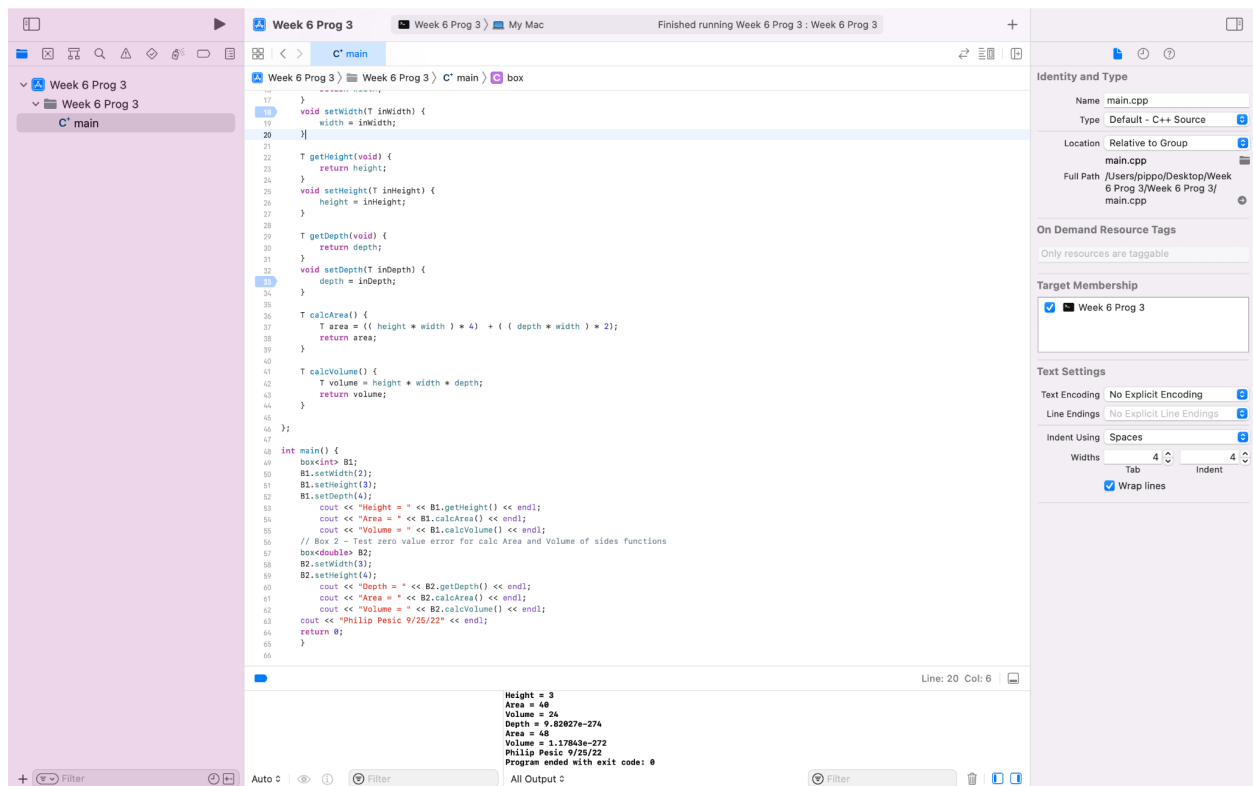 Week 6 Prog 3
Week 6 Prog 3 〉 My Mac
Finished running Week 6 Prog 3 : Week 6 Prog 3
C⁺ main
Week 6 Prog 3 〉 Week 6 Prog 3 〉 C⁺ main 〉 C box
Week 6 Prog 3
Week 6 Prog 3
C⁺ main
17 }
18 void setWidth(T inWidth) {
19 width = inWidth;
20 }
21
22 T getHeight(void) {
23 return height;
24 }
25 void setHeight(T inHeight) {
26 height = inHeight;
27 }
28
29 T getDepth(void) {
30 return depth;
31 }
32 void setDepth(T inDepth) {
33 depth = inDepth;
34 }
35
36 T calcArea() {
37 T area = (( height * width ) * 4)  + ( ( depth * width ) * 2);
38 return area;
39 }
40
41 T calcVolume() {
42 T volume = height * width * depth;
43 return volume;
44 }
45
46 };
47
48 int main() {
49 box<int> B1;
50 B1.setWidth(2);
51 B1.setHeight(3);
52 B1.setDepth(4);
53 cout << "Height = " << B1.getHeight() << endl;
54 cout << "Area = " << B1.calcArea() << endl;
55 cout << "Volume = " << B1.calcVolume() << endl;
56 // Box 2 - Test zero value error for calc Area and Volume of sides functions
57 box<double> B2;
58 B2.setWidth(3);
59 B2.setHeight(4);
60 cout << "Depth = " << B2.getDepth() << endl;
61 cout << "Area = " << B2.calcArea() << endl;
62 cout << "Volume = " << B2.calcVolume() << endl;
63 cout << "Philip Pesic 9/25/22" << endl;
64 return 0;
65 }
66
Line: 20 Col: 6
Height = 3
Area = 40
Volume = 24
Depth = 9.82027e-274
Area = 48
Volume = 1.17843e-272
Philip Pesic 9/25/22
Program ended with exit code: 0
Filter
Auto
Filter
All Output
Filter
Identity and Type
Name main.cpp
Type Default - C++ Source
Location Relative to Group
main.cpp
Full Path /Users/pippo/Desktop/Week
6 Prog 3/Week 6 Prog 3/
main.cpp
On Demand Resource Tags
Only resources are taggable
Target Membership
Week 6 Prog 3
Text Settings
Text Encoding No Explicit Encoding
Line Endings No Explicit Line Endings
Indent Using Spaces
Widths 4 4
Tab Indent
Wrap lines